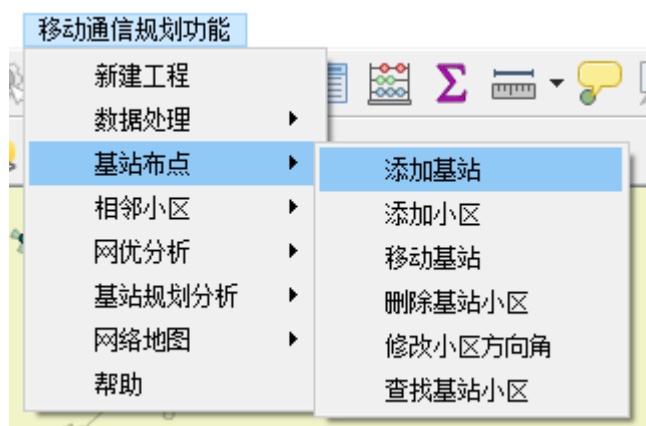 移动通信规划功能
新建工程
数据处理
基站布点
相邻小区
网优分析
基站规划分析
网络地图
帮助
添加基站
添加小区
移动基站
删除基站小区
修改小区方向角
查找基站小区